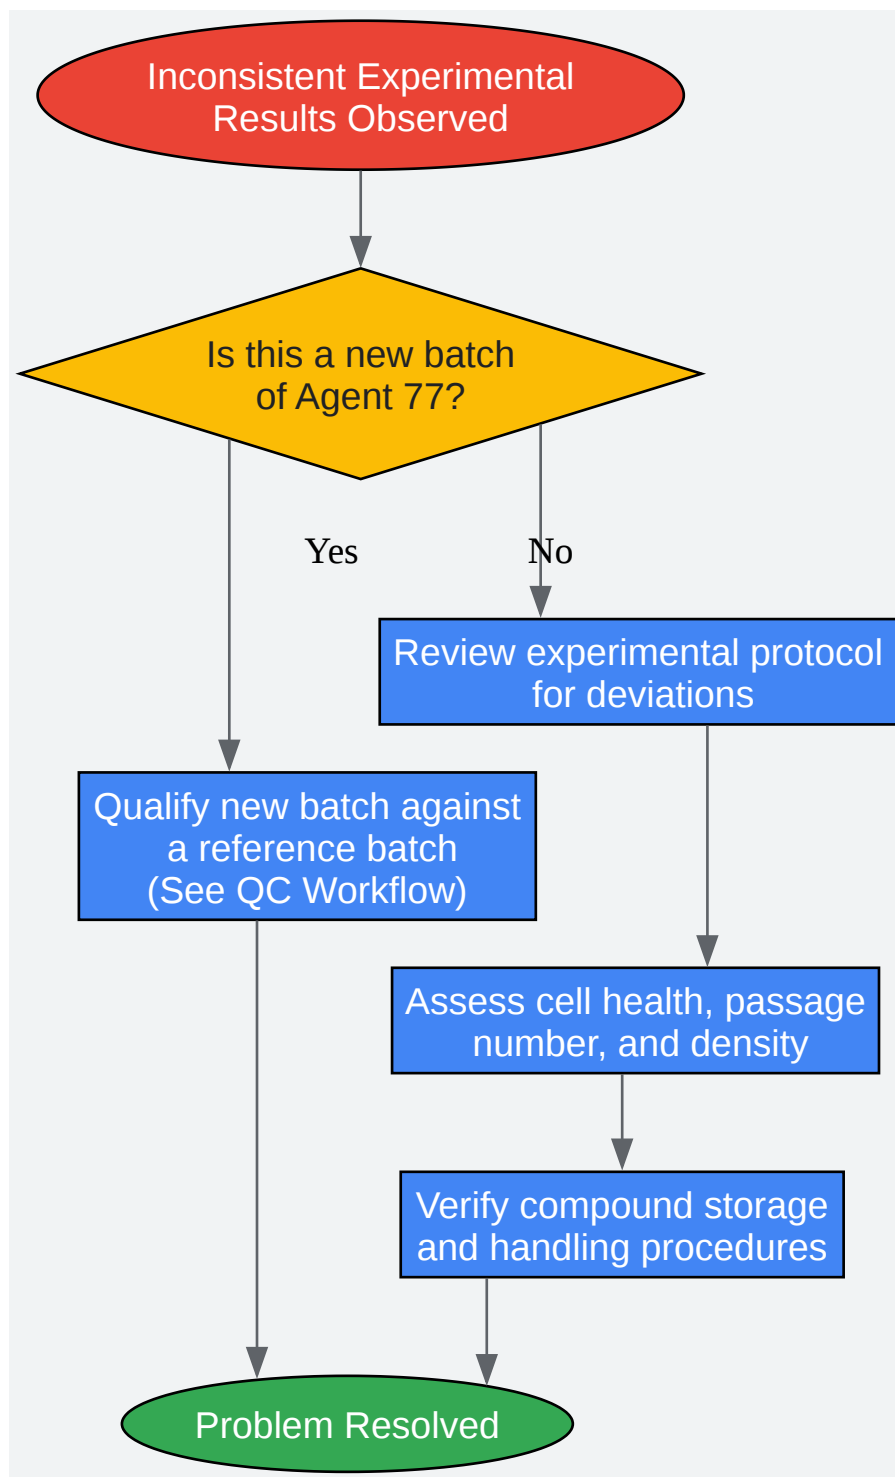 Inconsistent Experimental
Results Observed
Is this a new batch
of Agent 77?
Yes
No
Review experimental protocol
for deviations
Qualify new batch against
a reference batch
(See QC Workflow)
Assess cell health, passage
number, and density
Verify compound storage
and handling procedures
Problem Resolved